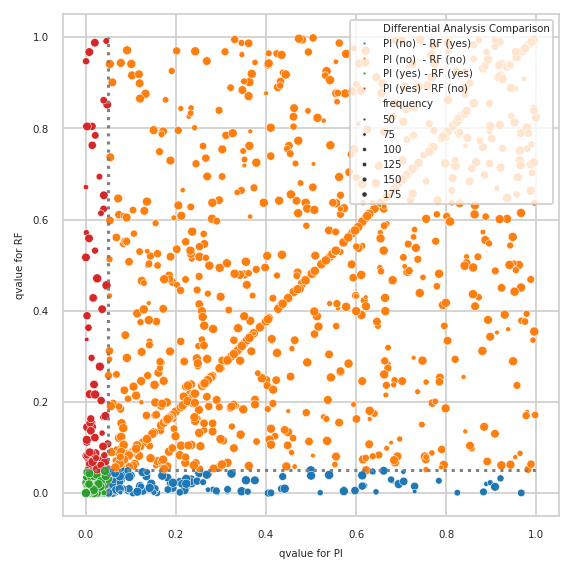 Differential Analysis Comparison
PI (no)  - RF (yes)
PI (no)  - RF (no)
PI (yes) - RF (yes)
PI (yes) - RF (no)
frequency
50
75
100
125
150
175
1.0
0.8
0.6
0.4
0.2
0.0
qvalue for RF
0.0 0.2 0.4 0.6 0.8 1.0
qvalue for PI